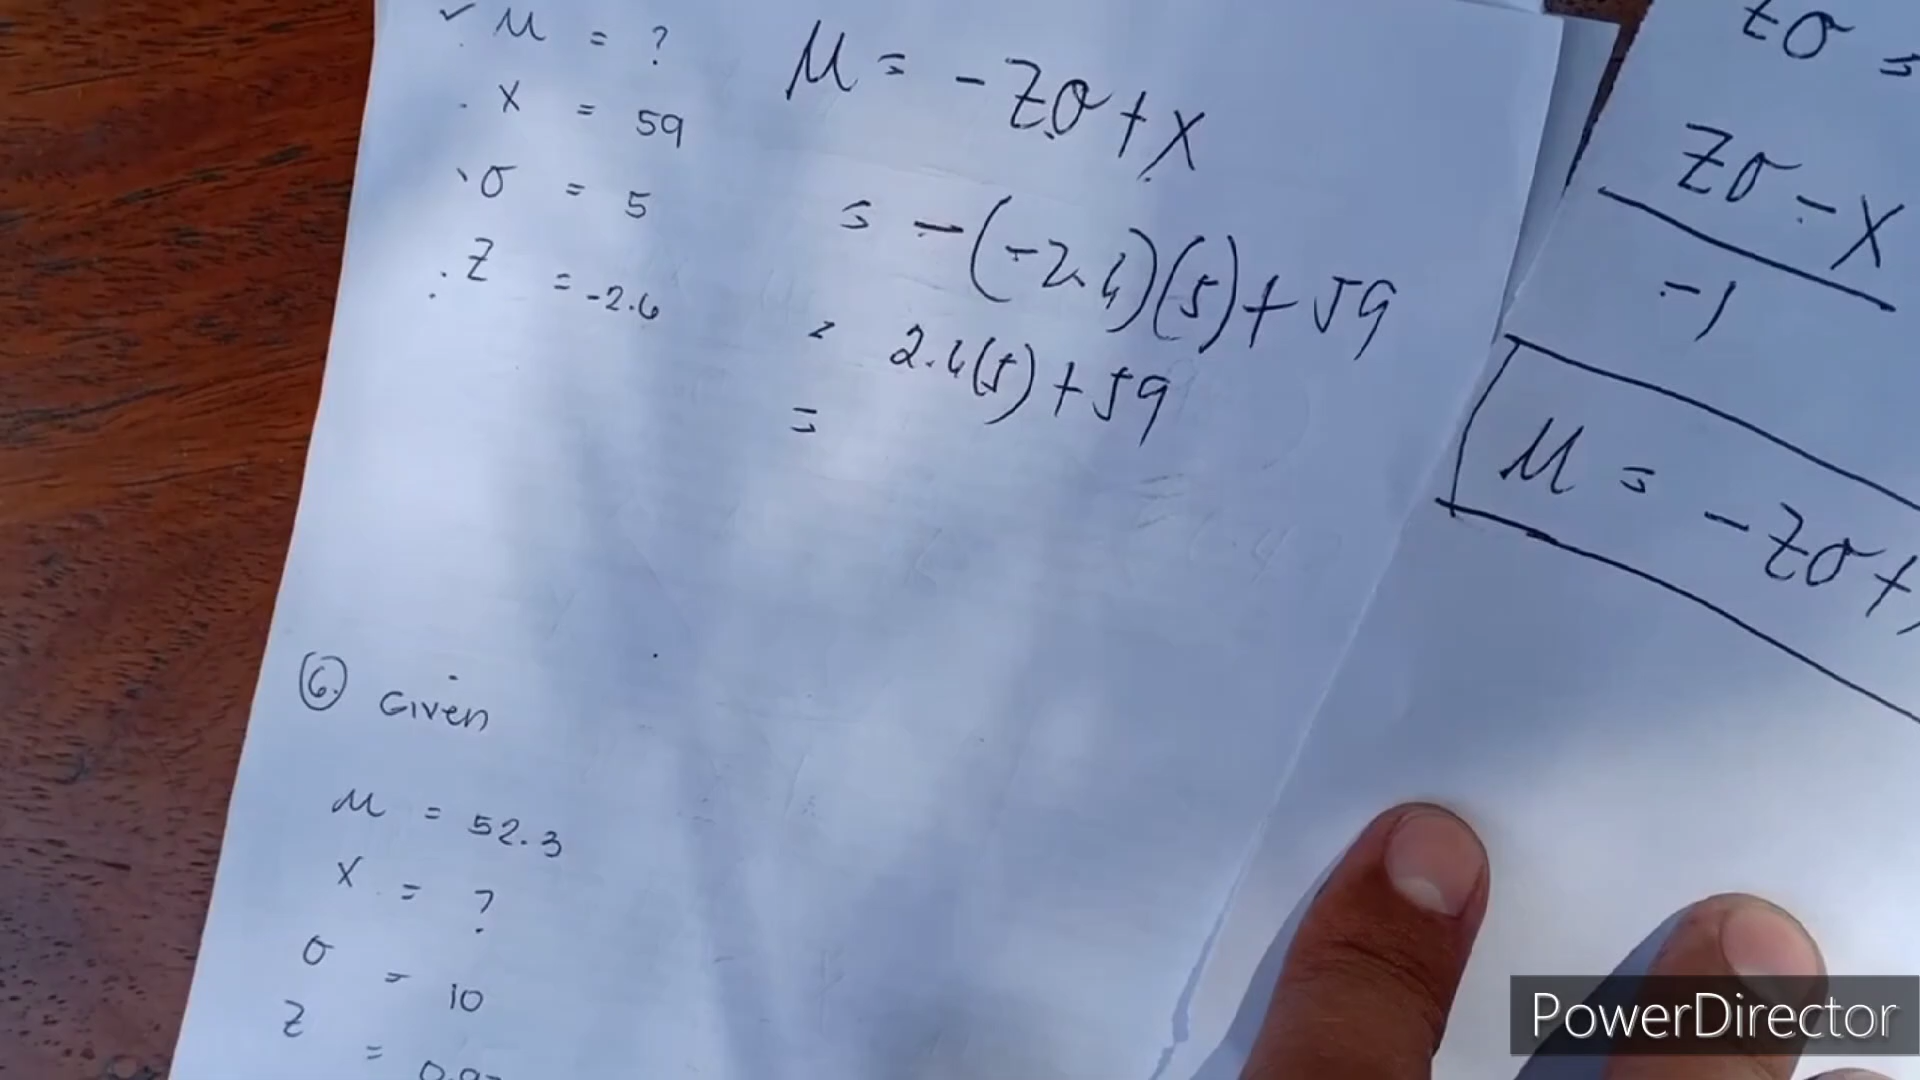 μ = ?
X = 59
σ = 5
Z = -2.6
μ = -Zσ + X
= -(-2.6)(5) + 59
= 2.6(5) + 59
=
6. Given
μ = 52.3
X = ?
σ = 10
Z =
Zσ =
Zσ - X
-1
μ = -Zσ +
PowerDirector